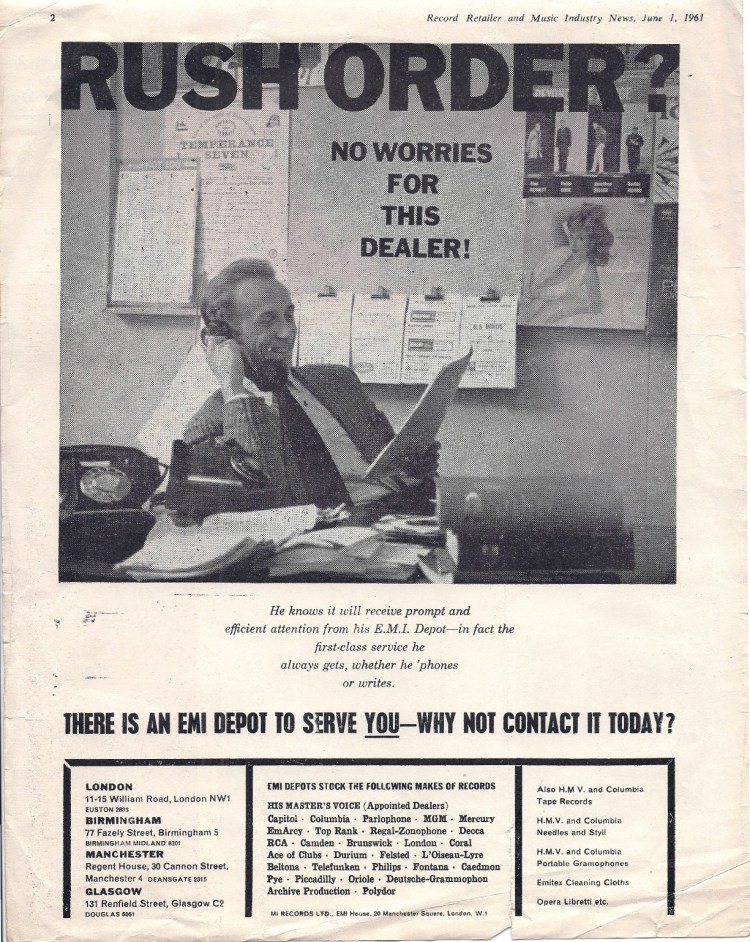 2
Record Retailer and Music Industry News, June 1, 1961
RUSH ORDER?
TEMPERANCE
SEVEN
NO WORRIES
FOR
THIS
DEALER!
He knows it will receive prompt and
efficient attention from his E.M.I. Depot—in fact the
first-class service he
always gets, whether he 'phones
or writes.
THERE IS AN EMI DEPOT TO SERVE YOU—WHY NOT CONTACT IT TODAY?
LONDON
11-15 William Road, London NW1
EUSTON
BIRMINGHAM
77 Fazely Street, Birmingham 5
BIRMINGHAM MIDLAND
MANCHESTER
Regent House, 30 Cannon Street,
Manchester 4 DEANSGATE 2315
GLASGOW
131 Renfield Street, Glasgow C2
DOUGLAS 6061
EMI DEPOTS STOCK THE FOLLOWING MAKES OF RECORDS
HIS MASTER'S VOICE (Appointed Dealers)
Capitol · Columbia · Parlophone · MGM · Mercury
EmArcy · Top Rank · Regal-Zonophone · Decca
RCA · Camden · Brunswick · London · Coral
Ace of Clubs · Durium · Felsted · L'Oiseau-Lyre
Beltona · Telefunken · Philips · Fontana · Caedmon
Pye · Piccadilly · Oriole · Deutsche-Grammophon
Archive Production · Polydor
MI RECORDS LTD., EMI House, 20 Manchester Square, London, W.1
Also H.M V. and Columbia
Tape Records
H.M.V. and Columbia
Needles and Styli
H.M.V. and Columbia
Portable Gramophones
Emitex Cleaning Cloths
Opera Libretti etc.